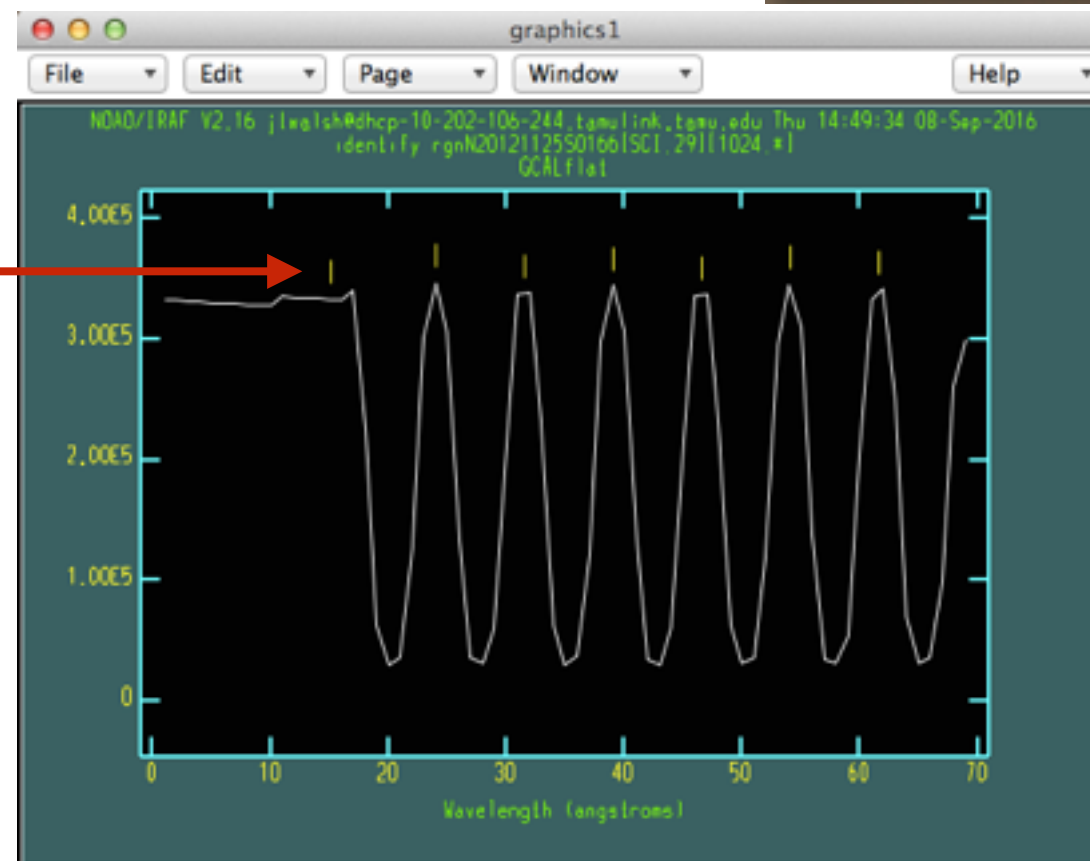 graphics1
File Edit Page Window Help
NOAO/IRAF V2.16 jlwalsh@dhcp-10-202-106-244.tamulink.tamu.edu Thu 14:49:34 08-Sep-2016
identify rgnN20121125S0166[SCI,29][1024,*]
GCALflat
4.00E5
3.00E5
2.00E5
1.00E5
0
0 10 20 30 40 50 60 70
Wavelength (angstroms)